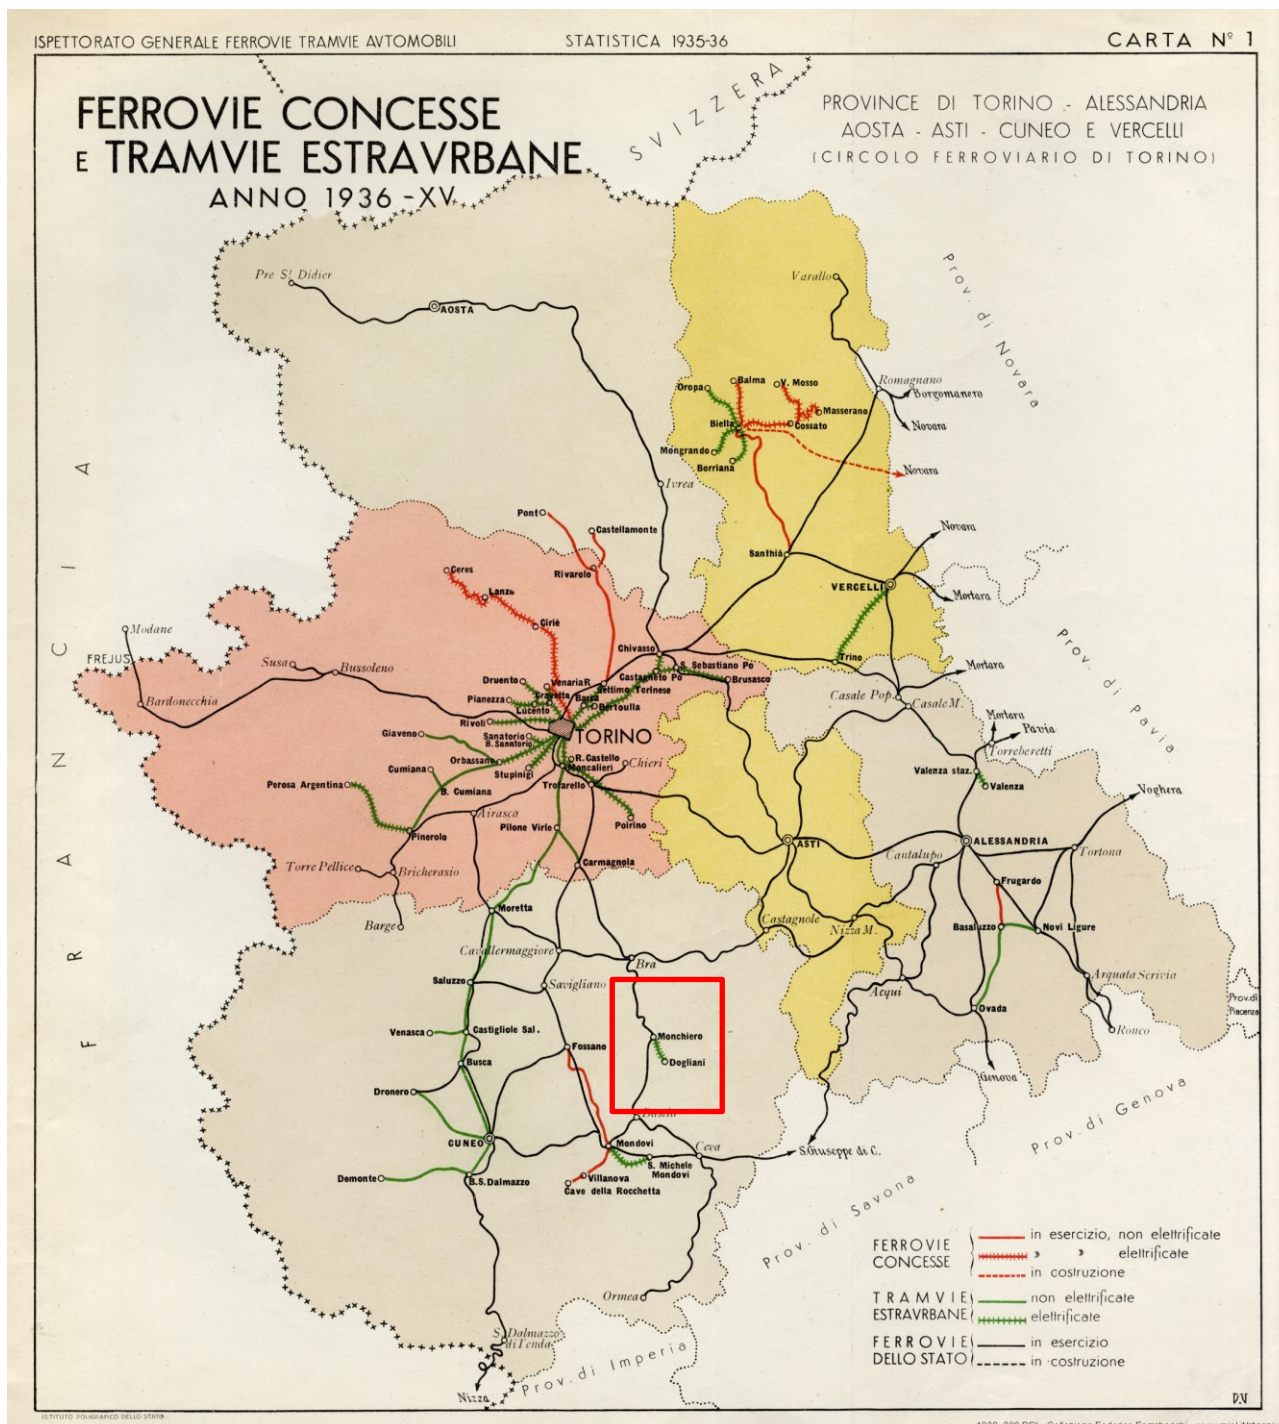 ISPETTORATO GENERALE FERROVIE TRAMVIE AVTOMOBILI
STATISTICA 1935-36
CARTA Nº 1
FERROVIE CONCESSE
E TRAMVIE ESTRAVRBANE
ANNO 1936 -XV.
PROVINCE DI TORINO - ALESSANDRIA
AOSTA - ASTI - CUNEO E VERCELLI
(CIRCOLO FERROVIARIO DI TORINO)
SVIZZERA
FRANCIA
Prov. di Novara
Prov. di Pavia
Prov. di Piacenza
Prov. di Genova
Prov. di Savona
Prov. di Imperia
Pre St Didier
AOSTA
Varallo
Romagnano
Borgomanero
Novara
Oropa
Balma
V. Mosso
Masserano
Biella
Cossato
Mongrando
Borriana
Novara
Ivrea
Pont
Castellamonte
Rivarolo
Santhià
Novara
VERCELLI
Mortara
Ceres
Lanzo
Ciriè
Modane
FREJUS
Susa
Bussoleno
Bardonecchia
Chivasso
S. Sebastiano Po
Castagneto Po
Brusasco
Trino
Mortara
Casale Pop.
Casale M.
Druento
Venaria R.
Settimo Torinese
Pianezza
Lucento
Bertoulla
Rivoli
Giaveno
Sanatorio
B. Sanatorio
TORINO
Mortara
Pavia
Torreberetti
Orbassano
Stupinigi
R. Castello
Moncalieri
Chieri
Cumiana
B. Cumiana
Trofarello
Perosa Argentina
Valenza staz.
Valenza
Voghera
Airasca
Pinerolo
Pilone Virle
Poirino
ASTI
ALESSANDRIA
Cantalupo
Tortona
Torre Pellice
Bricherasio
Carmagnola
Frugardo
Barge
Moretta
Castagnole
Nizza M.
Basaluzzo
Novi Ligure
Cavallermaggiore
Bra
Saluzzo
Savigliano
Acqui
Arquata Scrivia
Ovada
Ronco
Venasca
Castigliole Sal.
Fossano
Monchiero
Dogliani
Busca
Genova
Dronero
CUNEO
Mondovi
Ceva
S. Giuseppe di C.
S. Michele
Mondovi
Demonte
B.S. Dalmazzo
Villanova
Cave della Rocchetta
Ormea
S. Dalmazzo
di Tenda
Nizza
FERROVIE
CONCESSE
in esercizio, non elettrificate
» » elettrificate
in costruzione
TRAMVIE
ESTRAVRBANE
non elettrificate
elettrificate
FERROVIE
DELLO STATO
in esercizio
in costruzione
D.V
ISTITUTO POLIGRAFICO DELLO STATO